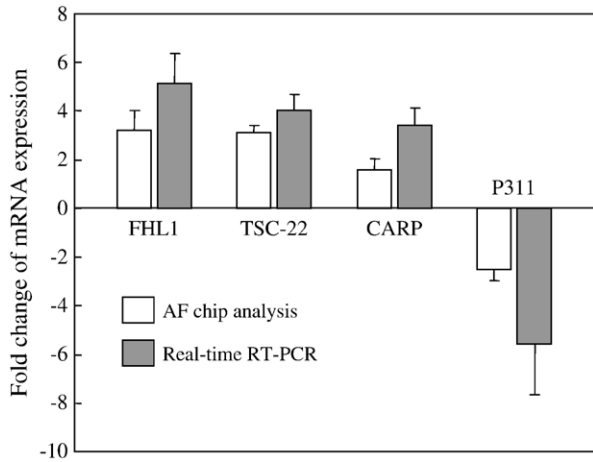 Fold change of mRNA expression
8
6
4
2
0
-2
-4
-6
-8
-10
FHL1
TSC-22
CARP
P311
AF chip analysis
Real-time RT-PCR